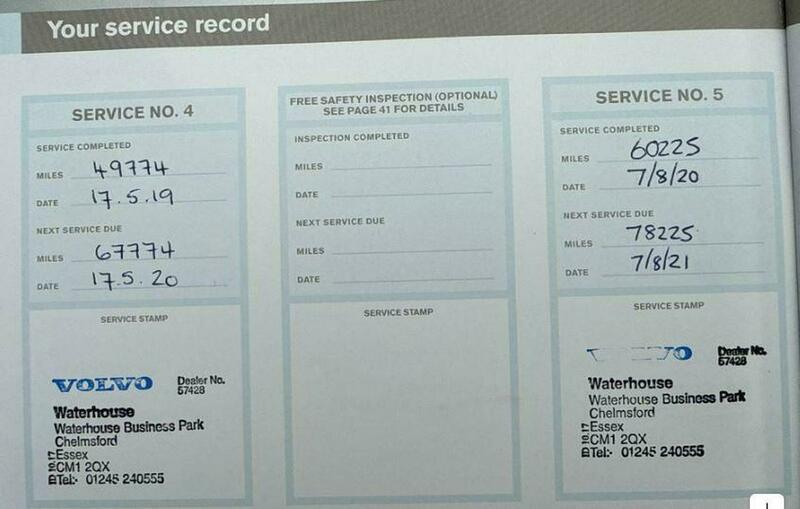 Your service record
SERVICE NO. 4
SERVICE COMPLETED
MILES 49774
DATE 17.5.19
NEXT SERVICE DUE
MILES 67774
DATE 17.5.20
SERVICE STAMP
VOLVO
Dealer No.
57428
Waterhouse
Waterhouse Business Park
Chelmsford
Essex
CM1 2QX
Tel:- 01245 240555
FREE SAFETY INSPECTION (OPTIONAL)
SEE PAGE 41 FOR DETAILS
INSPECTION COMPLETED
MILES
DATE
NEXT SERVICE DUE
MILES
DATE
SERVICE STAMP
SERVICE NO. 5
SERVICE COMPLETED
MILES 60225
DATE 7/8/20
NEXT SERVICE DUE
MILES 78225
DATE 7/8/21
SERVICE STAMP
Dealer No.
57428
Waterhouse
Waterhouse Business Park
Chelmsford
Essex
CM1 2QX
Tel:- 01245 240555